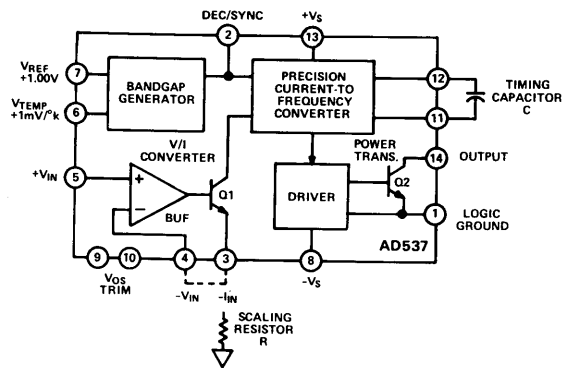 DEC/SYNC
+VS
2
13
VREF
+1.00V
7
BANDGAP
GENERATOR
PRECISION
CURRENT-TO
FREQUENCY
CONVERTER
12
TIMING
CAPACITOR
C
VTEMP
+1mV/°k
6
11
V/I
CONVERTER
POWER
TRANS.
14
OUTPUT
+VIN
5
+
−
BUF
Q1
DRIVER
Q2
1
LOGIC
GROUND
AD537
9
10
4
3
8
VOS
TRIM
−VIN
−IIN
−VS
SCALING
RESISTOR
R